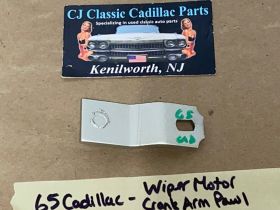 CJ Classic Cadillac Parts
Specializing in used classic auto parts
Kenilworth, NJ
65
CAD
65 Cadillac - Wiper Motor
Crank Arm Pawl